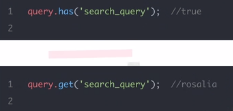 1 query.has('search_query'); //true
2
1 query.get('search_query'); //rosalia
2